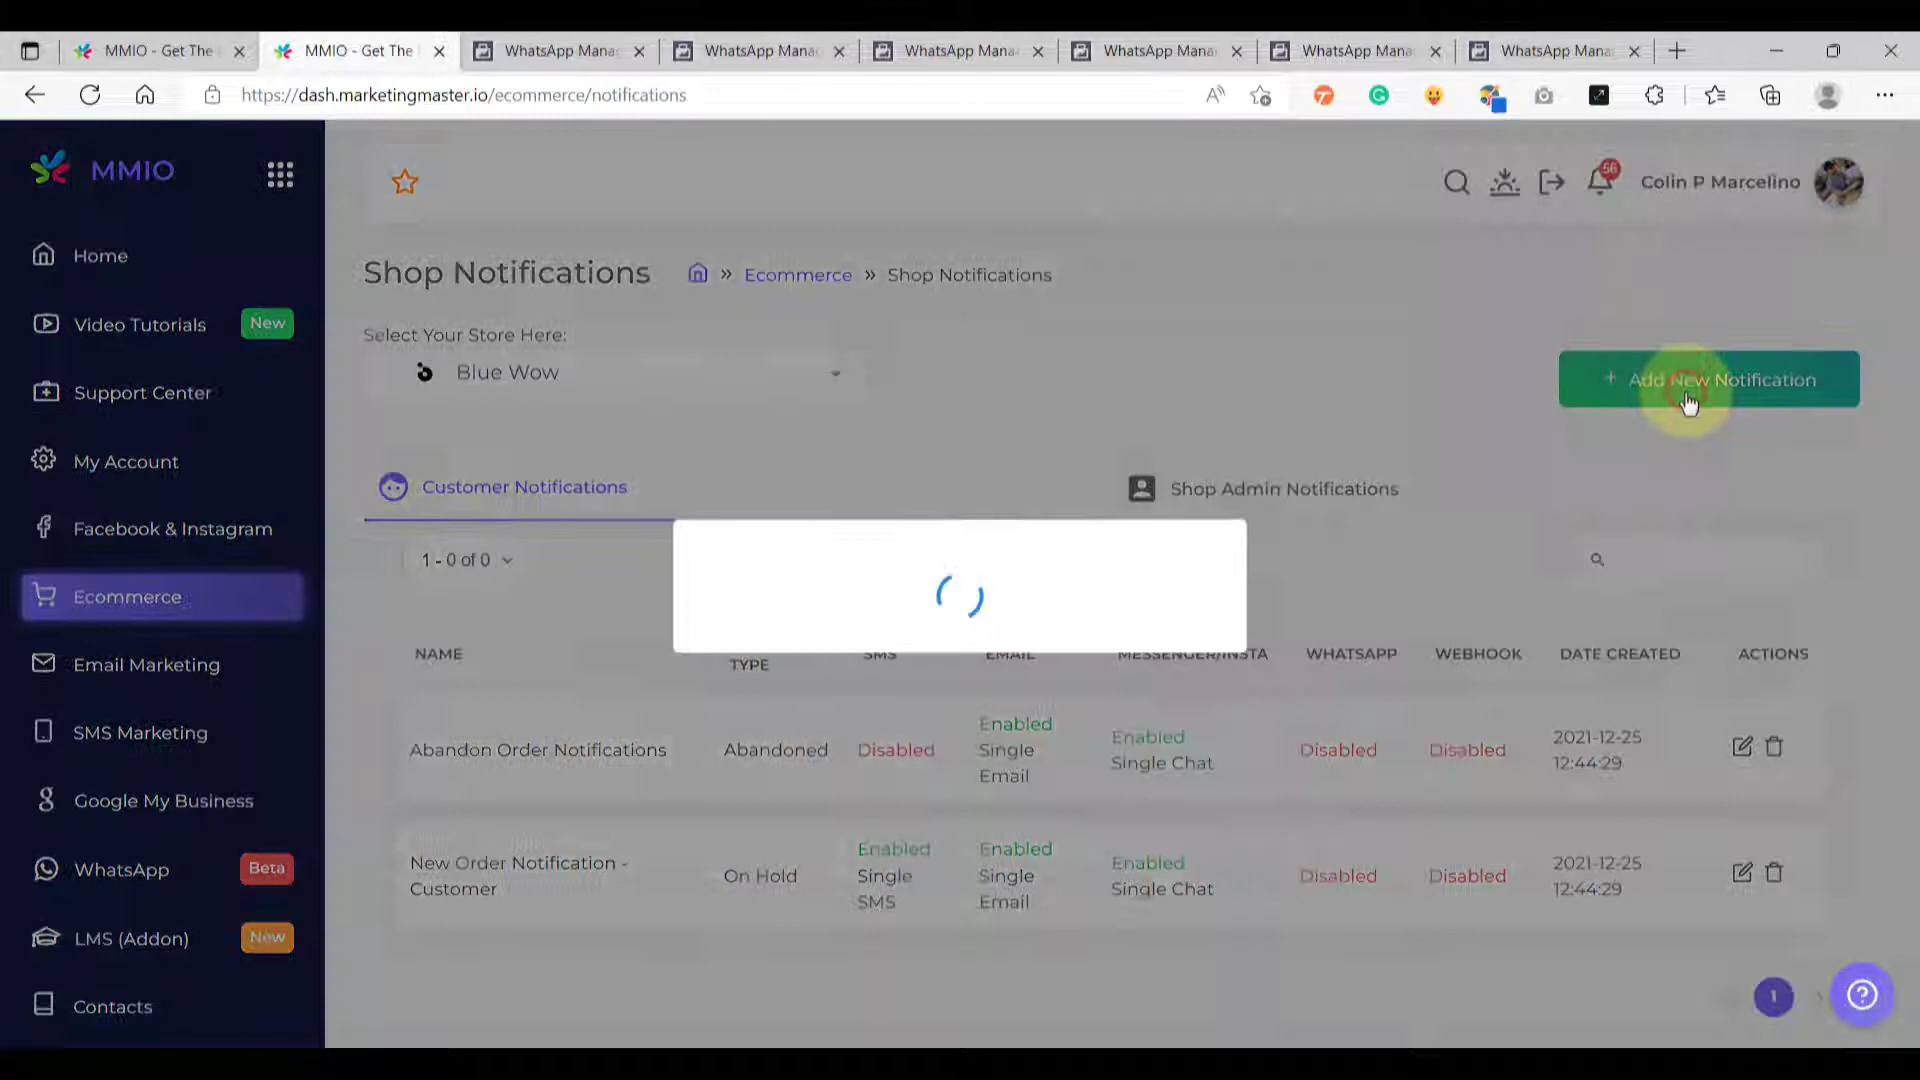 MMIO - Get The
MMIO - Get The
WhatsApp Mana
WhatsApp Mana
WhatsApp Mana
WhatsApp Mana
WhatsApp Mana
WhatsApp Mana
https://dash.marketingmaster.io/ecommerce/notifications
MMIO
56
Colin P Marcelino
Home
Video Tutorials New
Support Center
My Account
Facebook & Instagram
Ecommerce
Email Marketing
SMS Marketing
Google My Business
WhatsApp Beta
LMS (Addon) New
Contacts
Shop Notifications » Ecommerce » Shop Notifications
Select Your Store Here:
Blue Wow
+ Add New Notification
Customer Notifications
Shop Admin Notifications
1 - 0 of 0
NAME TYPE SMS EMAIL MESSENGER/INSTA WHATSAPP WEBHOOK DATE CREATED ACTIONS
Abandon Order Notifications
Abandoned
Disabled
Enabled
Single
Email
Enabled
Single Chat
Disabled
Disabled
2021-12-25
12:44:29
New Order Notification -
Customer
On Hold
Enabled
Single
SMS
Enabled
Single
Email
Enabled
Single Chat
Disabled
Disabled
2021-12-25
12:44:29
1